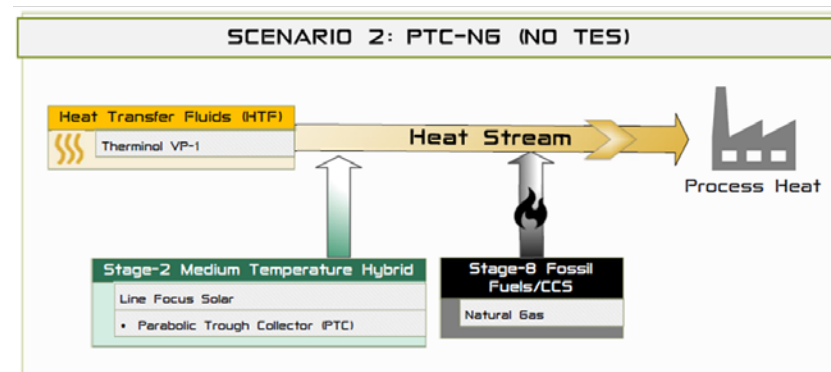 SCENARIO 2: PTC-NG (NO TES)
Heat Transfer Fluids (HTF)
Therminol VP-1
Heat Stream
Process Heat
Stage-2 Medium Temperature Hybrid
Line Focus Solar
• Parabolic Trough Collector (PTC)
Stage-8 Fossil
Fuels/CCS
Natural Gas